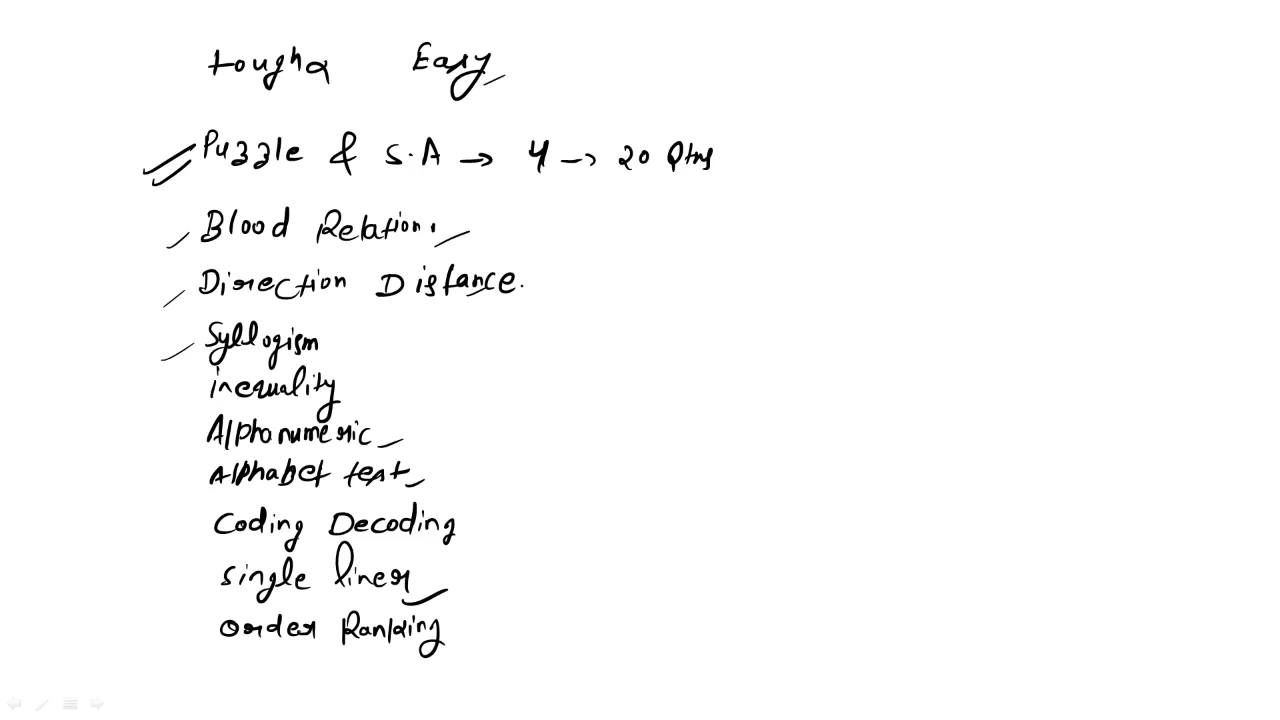 tougha Easy
Puzzle & S.A → 4 → 20 Qtns
Blood Relation.
Direction Distance.
Syllogism
inequality
Alphanumeric
Alphabet test
Coding Decoding
single liner
order Ranking